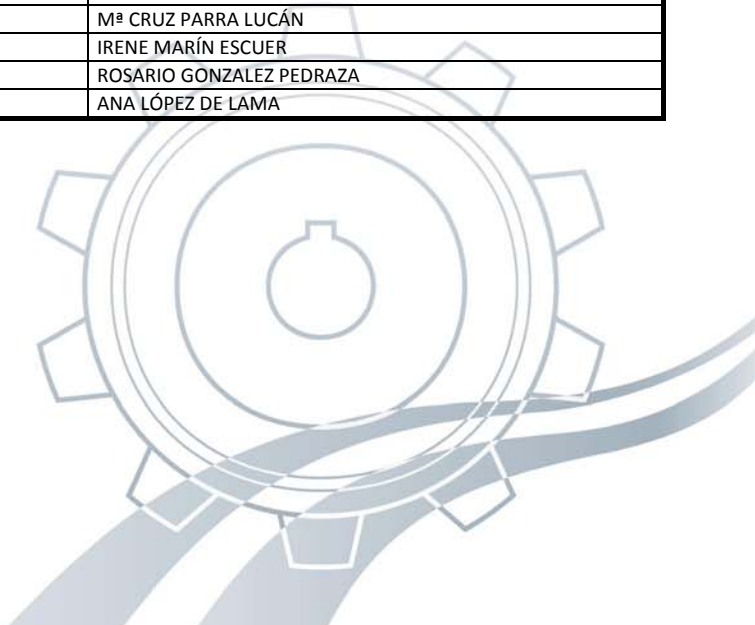 Mª CRUZ PARRA LUCÁN
IRENE MARÍN ESCUER
ROSARIO GONZALEZ PEDRAZA
ANA LÓPEZ DE LAMA